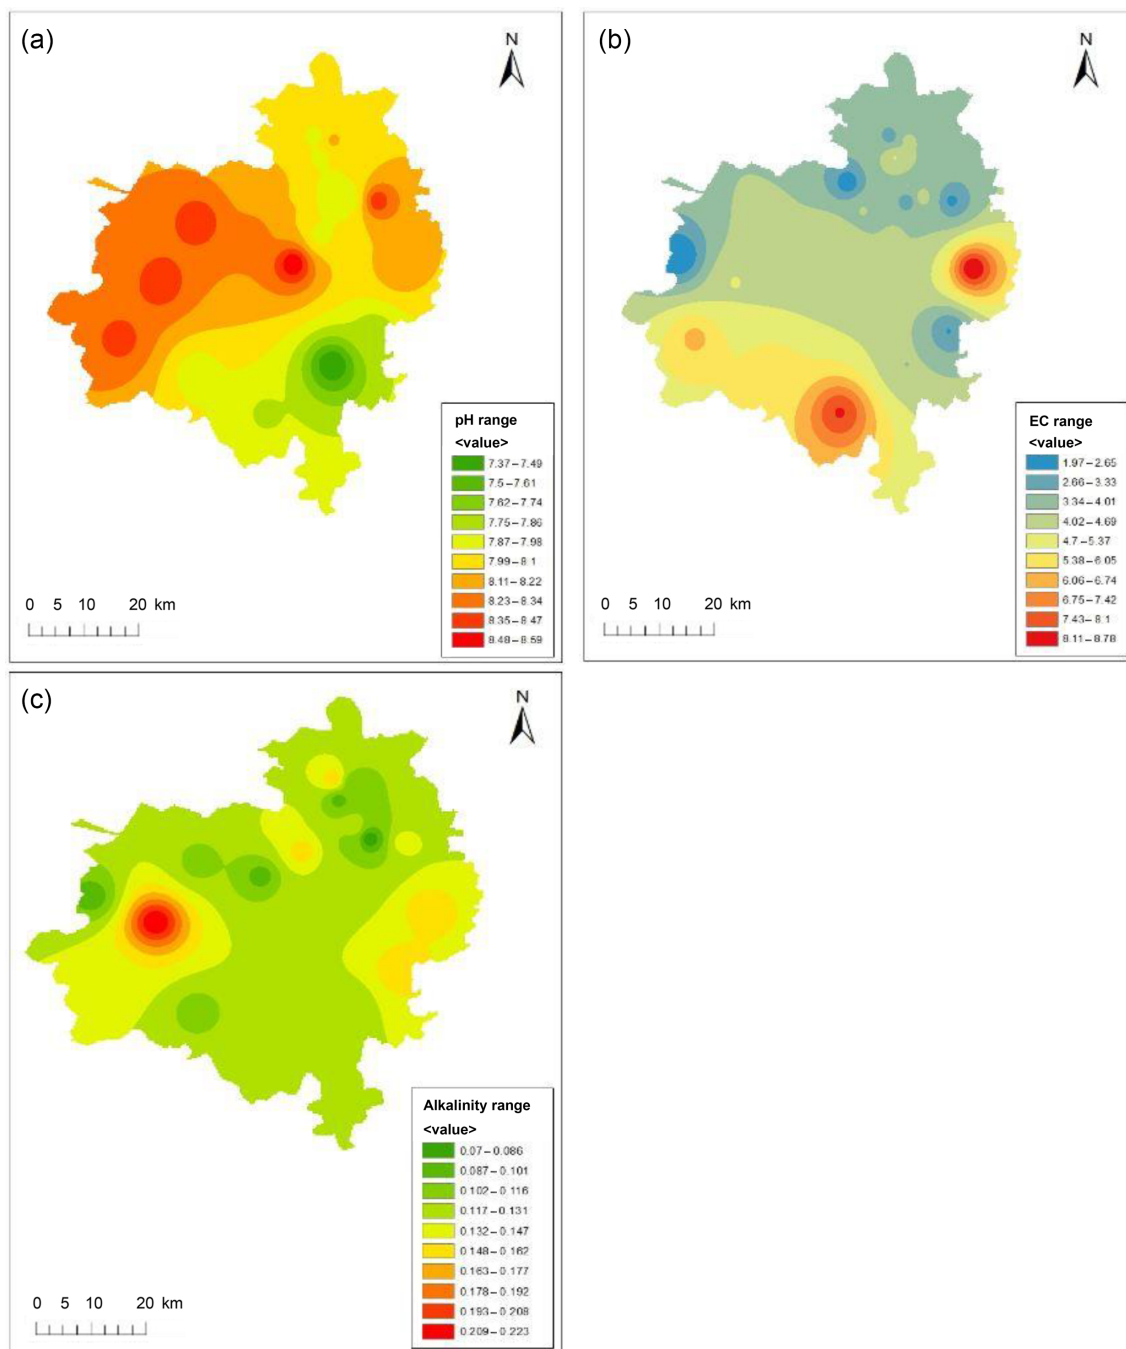 (a)
N
pH range
<value>
7.37–7.49
7.5–7.61
7.62–7.74
7.75–7.86
7.87–7.98
7.99–8.1
8.11–8.22
8.23–8.34
8.35–8.47
8.48–8.59
0 5 10 20 km
(b)
N
EC range
<value>
1.97–2.65
2.66–3.33
3.34–4.01
4.02–4.69
4.7–5.37
5.38–6.05
6.06–6.74
6.75–7.42
7.43–8.1
8.11–8.78
0 5 10 20 km
(c)
N
Alkalinity range
<value>
0.07–0.086
0.087–0.101
0.102–0.116
0.117–0.131
0.132–0.147
0.148–0.162
0.163–0.177
0.178–0.192
0.193–0.208
0.209–0.223
0 5 10 20 km